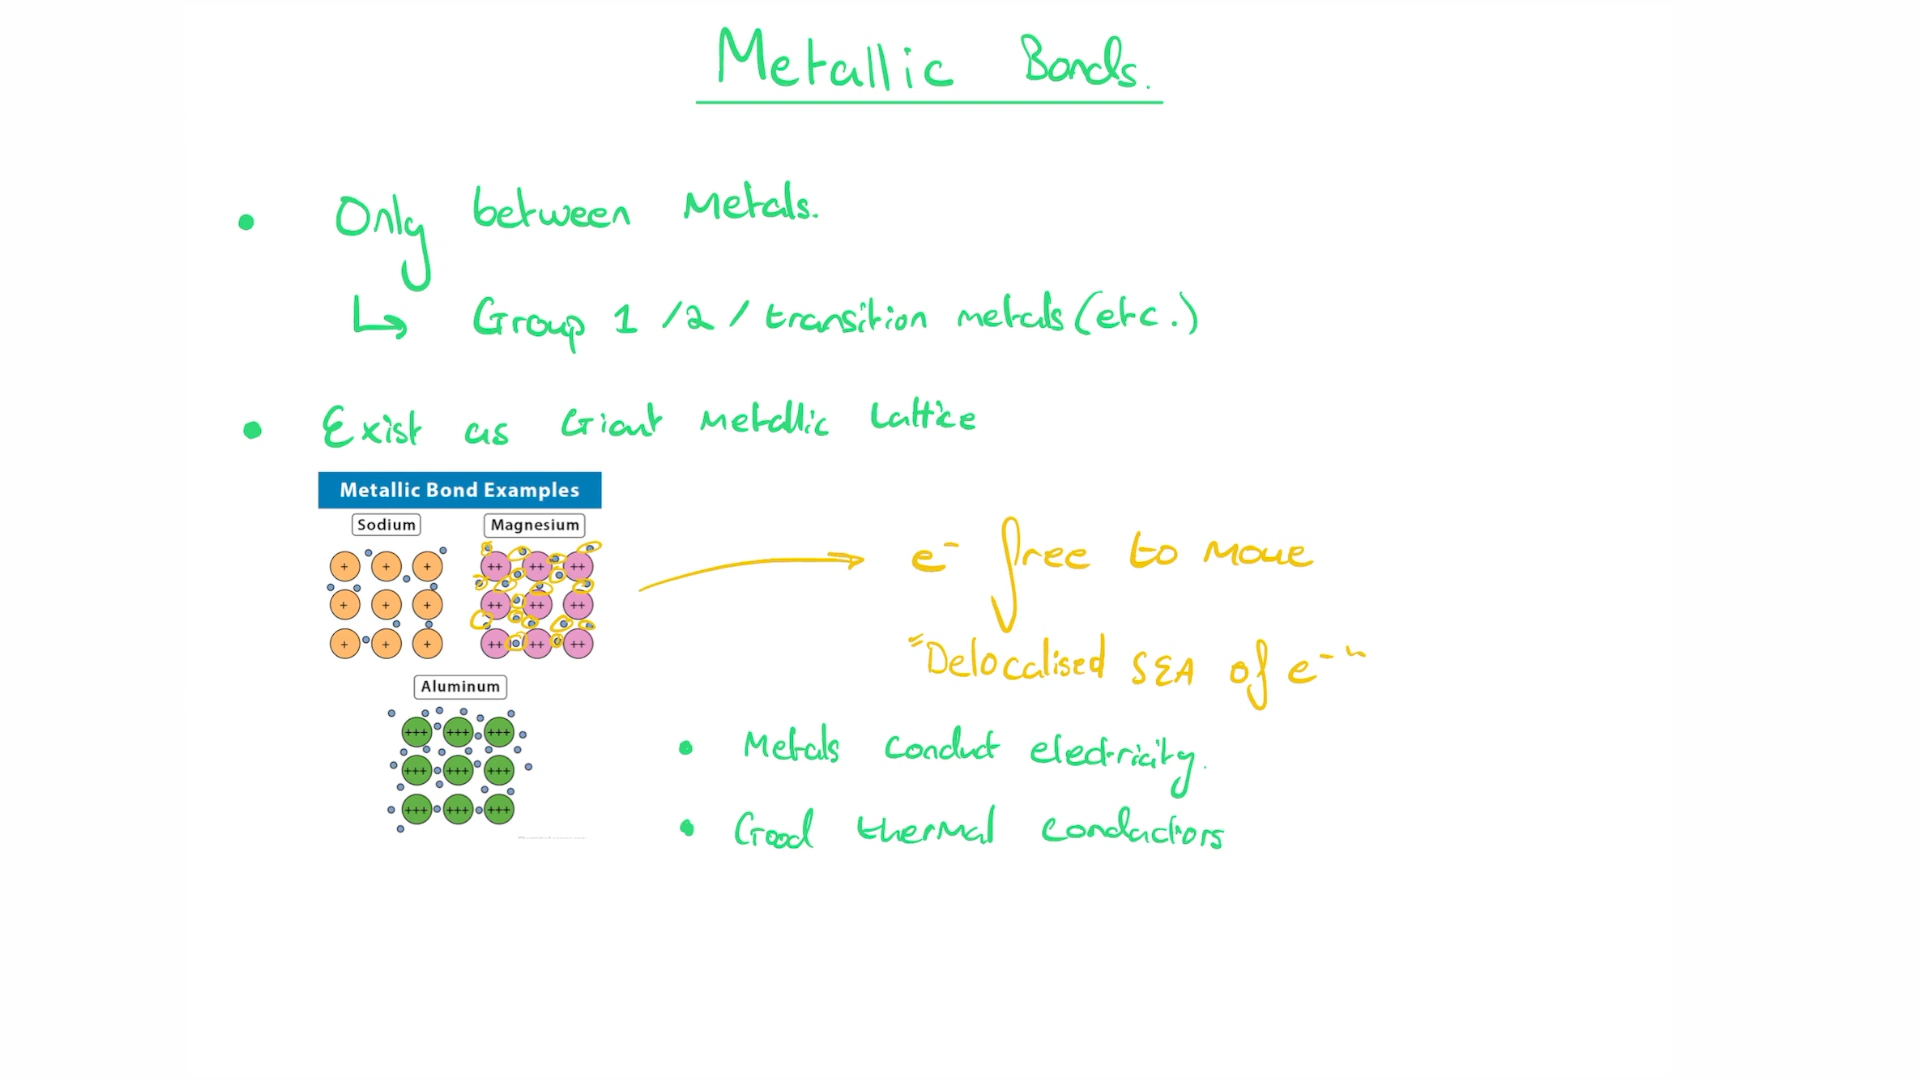 Metallic Bonds.
• Only between Metals.
↳ Group 1 /2 / transition metals (etc.)
• Exist as Giant Metallic Lattice
Metallic Bond Examples
Sodium Magnesium
+ + + ++ ++ ++
+ + + ++ ++ ++
+ + + ++ ++ ++
e⁻ free to move
"Delocalised SEA of e⁻"
Aluminum
+++ +++ +++
+++ +++ +++
+++ +++ +++
• Metals conduct electricity.
• Good thermal conductors